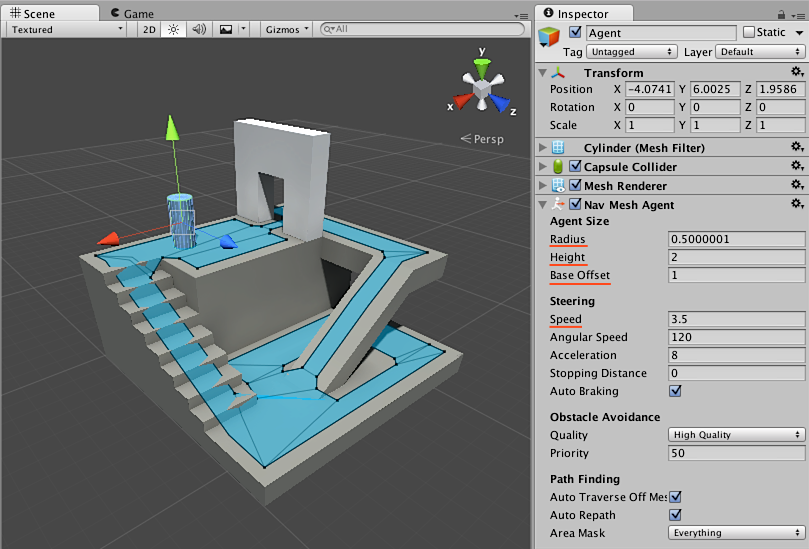 Scene
Game
Textured
2D
Gizmos
All
y
x
z
Persp
Inspector
Agent
Static
Tag Untagged Layer Default
Transform
Position X -4.0741 Y 6.0025 Z 1.9586
Rotation X 0 Y 0 Z 0
Scale X 1 Y 1 Z 1
Cylinder (Mesh Filter)
Capsule Collider
Mesh Renderer
Nav Mesh Agent
Agent Size
Radius 0.5000001
Height 2
Base Offset 1
Steering
Speed 3.5
Angular Speed 120
Acceleration 8
Stopping Distance 0
Auto Braking
Obstacle Avoidance
Quality High Quality
Priority 50
Path Finding
Auto Traverse Off Mes
Auto Repath
Area Mask Everything